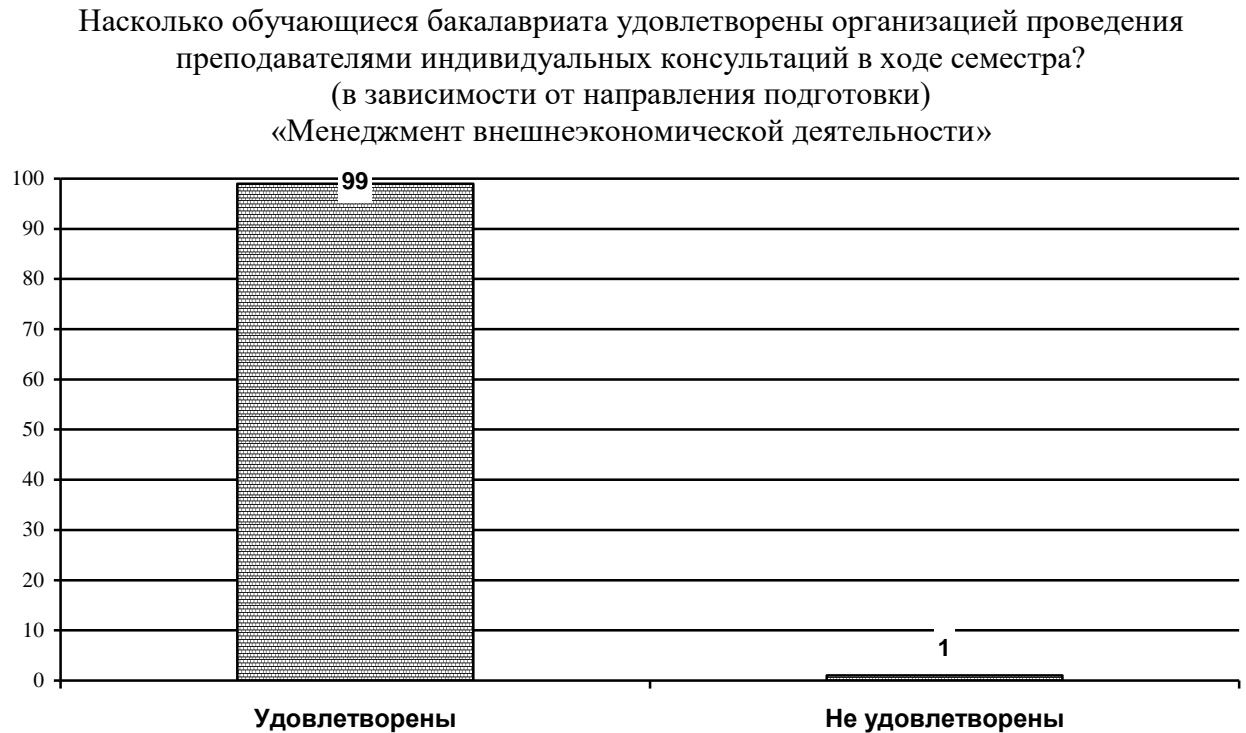 Насколько обучающиеся бакалавриата удовлетворены организацией проведения
преподавателями индивидуальных консультаций в ходе семестра?
(в зависимости от направления подготовки)
«Менеджмент внешнеэкономической деятельности»
100
90
80
70
60
50
40
30
20
10
0
99
1
Удовлетворены
Не удовлетворены